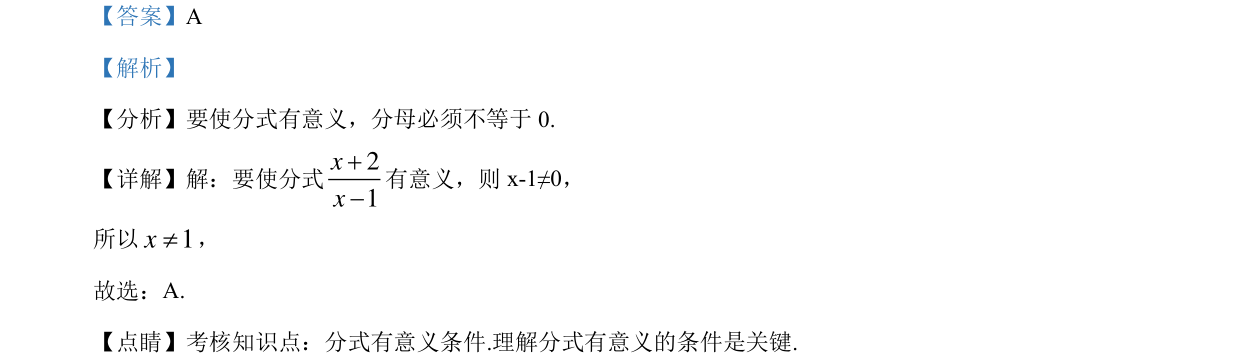 【答案】A
【解析】
【分析】要使分式有意义，分母必须不等于 0.
【详解】解：要使分式 \frac{x+2}{x-1} 有意义，则 x-1≠0，
所以 x≠1，
故选：A.
【点睛】考核知识点：分式有意义条件.理解分式有意义的条件是关键.